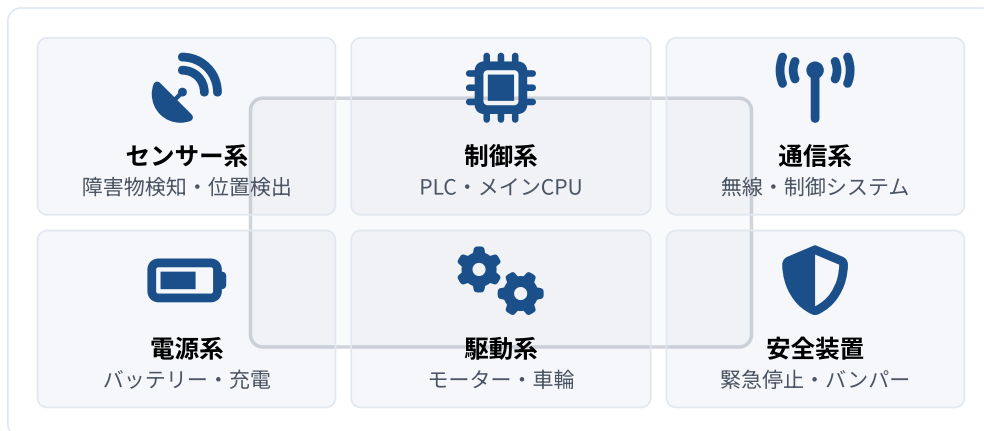 センサー系
障害物検知・位置検出
制御系
PLC・メインCPU
通信系
無線・制御システム
電源系
バッテリー・充電
駆動系
モーター・車輪
安全装置
緊急停止・バンパー